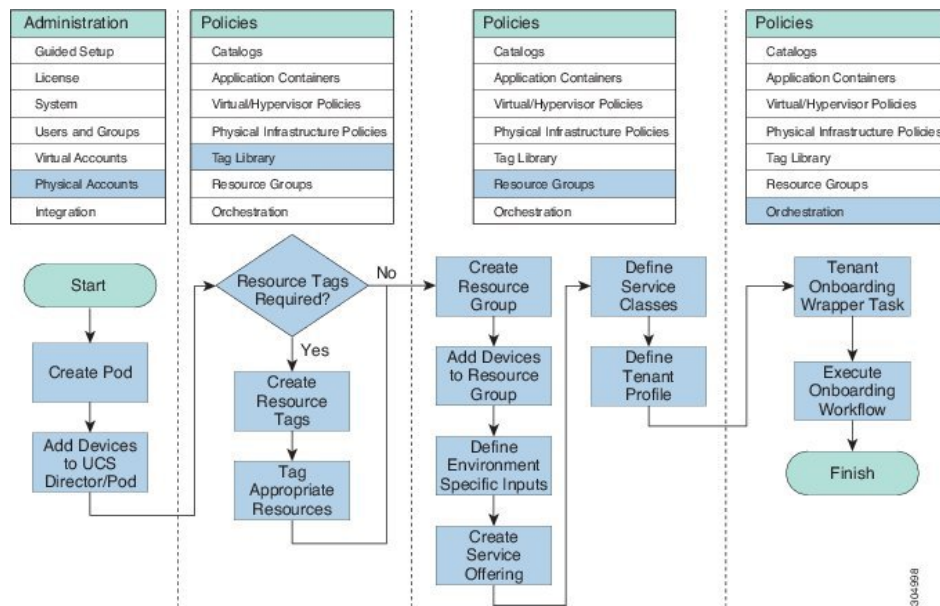 Administration
Guided Setup
License
System
Users and Groups
Virtual Accounts
Physical Accounts
Integration
Policies
Catalogs
Application Containers
Virtual/Hypervisor Policies
Physical Infrastructure Policies
Tag Library
Resource Groups
Orchestration
Policies
Catalogs
Application Containers
Virtual/Hypervisor Policies
Physical Infrastructure Policies
Tag Library
Resource Groups
Orchestration
Policies
Catalogs
Application Containers
Virtual/Hypervisor Policies
Physical Infrastructure Policies
Tag Library
Resource Groups
Orchestration
Start
Create Pod
Add Devices
to UCS
Director/Pod
Resource Tags
Required?
No
Yes
Create
Resource
Tags
Tag
Appropriate
Resources
Create
Resource
Group
Add Devices
to Resource
Group
Define
Environment
Specific Inputs
Create
Service
Offering
Define
Service
Classes
Define
Tenant
Profile
Tenant
Onboarding
Wrapper Task
Execute
Onboarding
Workflow
Finish
304998